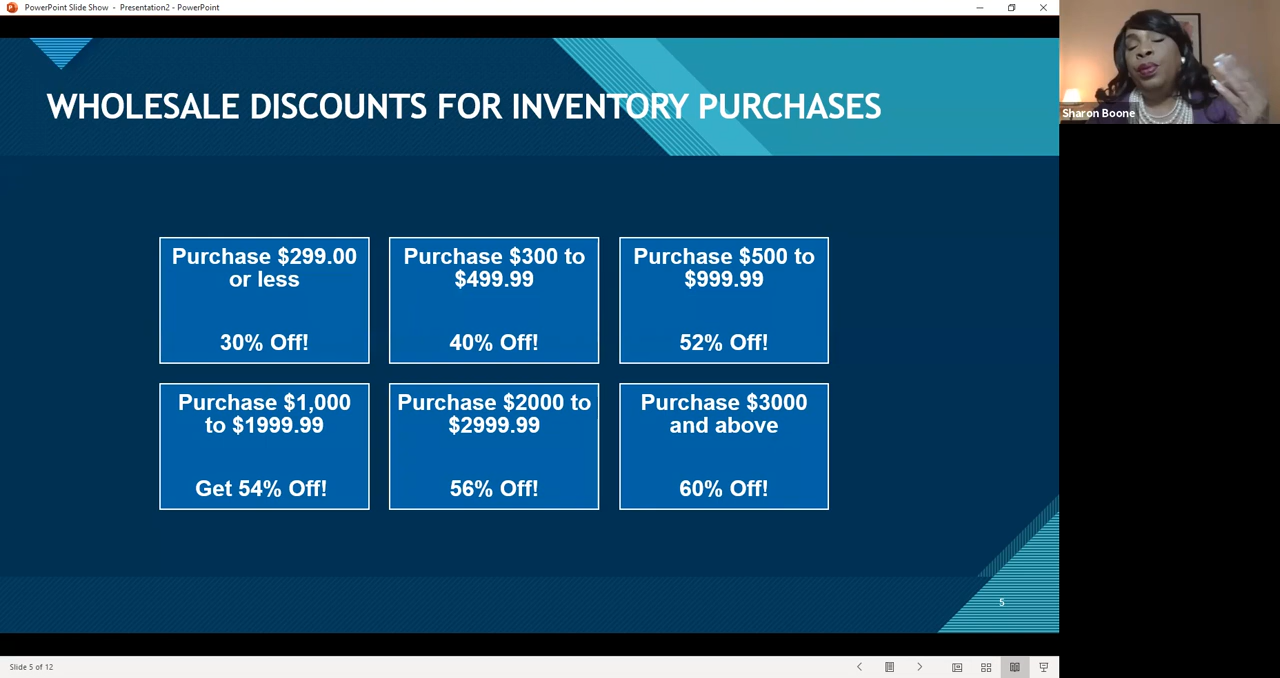 PowerPoint Slide Show - Presentation2 - PowerPoint
WHOLESALE DISCOUNTS FOR INVENTORY PURCHASES
Sharon Boone
Purchase $299.00
or less
30% Off!
Purchase $300 to
$499.99
40% Off!
Purchase $500 to
$999.99
52% Off!
Purchase $1,000
to $1999.99
Get 54% Off!
Purchase $2000 to
$2999.99
56% Off!
Purchase $3000
and above
60% Off!
5
Slide 5 of 12